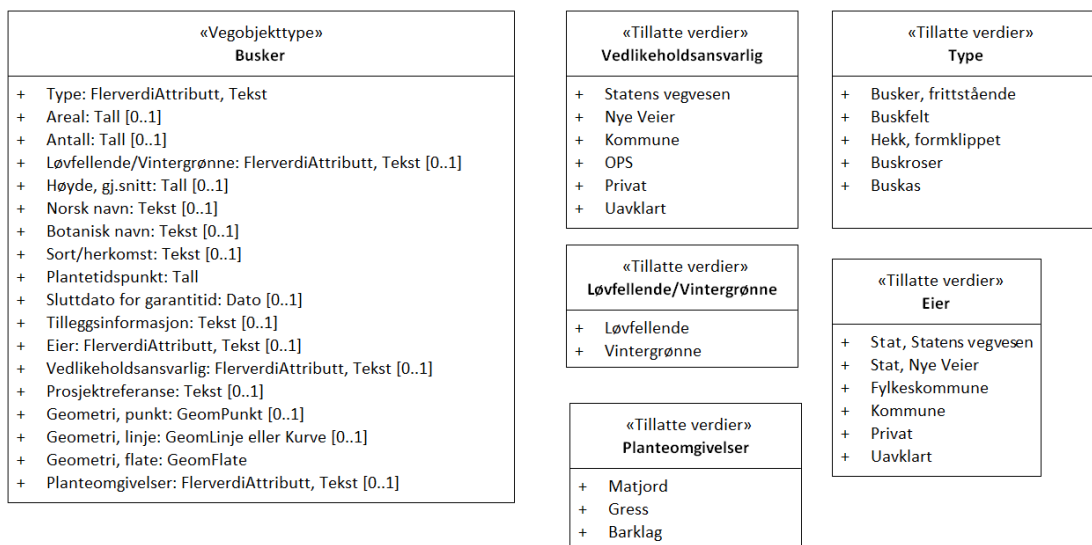 «Vegobjekttype»
Busker
+ Type: FlerverdiAttributt, Tekst
+ Areal: Tall [0..1]
+ Antall: Tall [0..1]
+ Løvfellende/Vintergrønne: FlerverdiAttributt, Tekst [0..1]
+ Høyde, gj.snitt: Tall [0..1]
+ Norsk navn: Tekst [0..1]
+ Botanisk navn: Tekst [0..1]
+ Sort/herkomst: Tekst [0..1]
+ Plantetidspunkt: Tall
+ Sluttdato for garantitid: Dato [0..1]
+ Tilleggsinformasjon: Tekst [0..1]
+ Eier: FlerverdiAttributt, Tekst [0..1]
+ Vedlikeholdsansvarlig: FlerverdiAttributt, Tekst [0..1]
+ Prosjektreferanse: Tekst [0..1]
+ Geometri, punkt: GeomPunkt [0..1]
+ Geometri, linje: GeomLinje eller Kurve [0..1]
+ Geometri, flate: GeomFlate
+ Planteomgivelser: FlerverdiAttributt, Tekst [0..1]
«Tillatte verdier»
Vedlikeholdsansvarlig
+ Statens vegvesen
+ Nye Veier
+ Kommune
+ OPS
+ Privat
+ Uavklart
«Tillatte verdier»
Type
+ Busker, frittstående
+ Buskfelt
+ Hekk, formklippet
+ Buskroser
+ Buskas
«Tillatte verdier»
Løvfellende/Vintergrønne
+ Løvfellende
+ Vintergrønne
«Tillatte verdier»
Eier
+ Stat, Statens vegvesen
+ Stat, Nye Veier
+ Fylkeskommune
+ Kommune
+ Privat
+ Uavklart
«Tillatte verdier»
Planteomgivelser
+ Matjord
+ Gress
+ Barklag